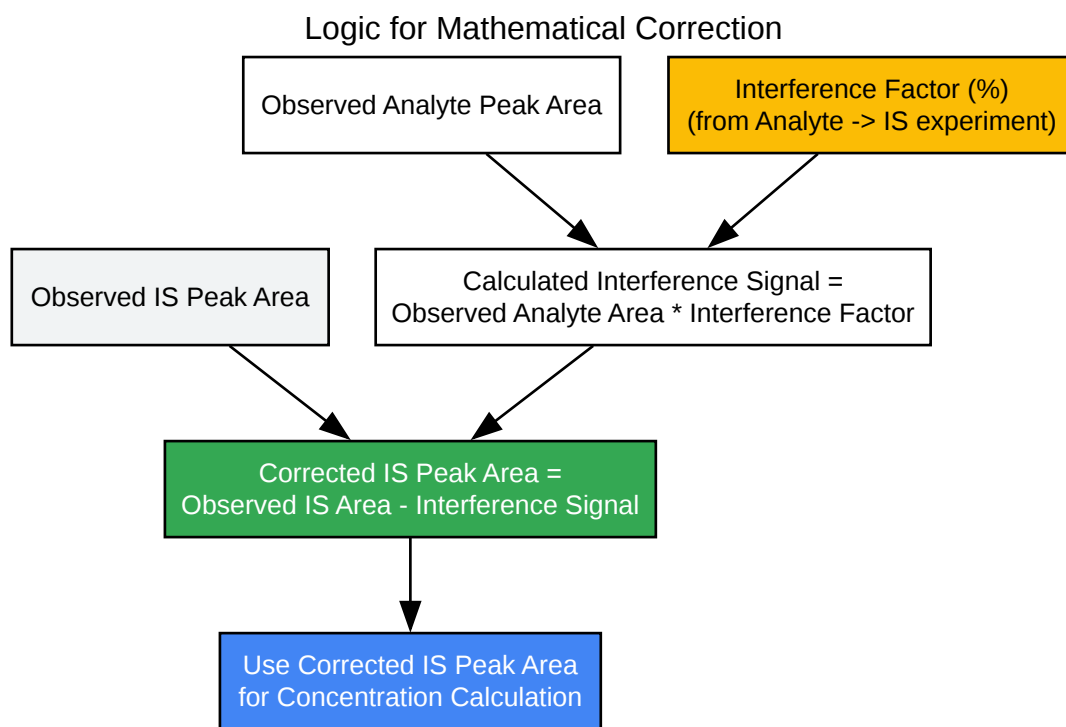 Logic for Mathematical Correction
Observed Analyte Peak Area
Interference Factor (%)
(from Analyte -> IS experiment)
Observed IS Peak Area
Calculated Interference Signal =
Observed Analyte Area * Interference Factor
Corrected IS Peak Area =
Observed IS Area - Interference Signal
Use Corrected IS Peak Area
for Concentration Calculation